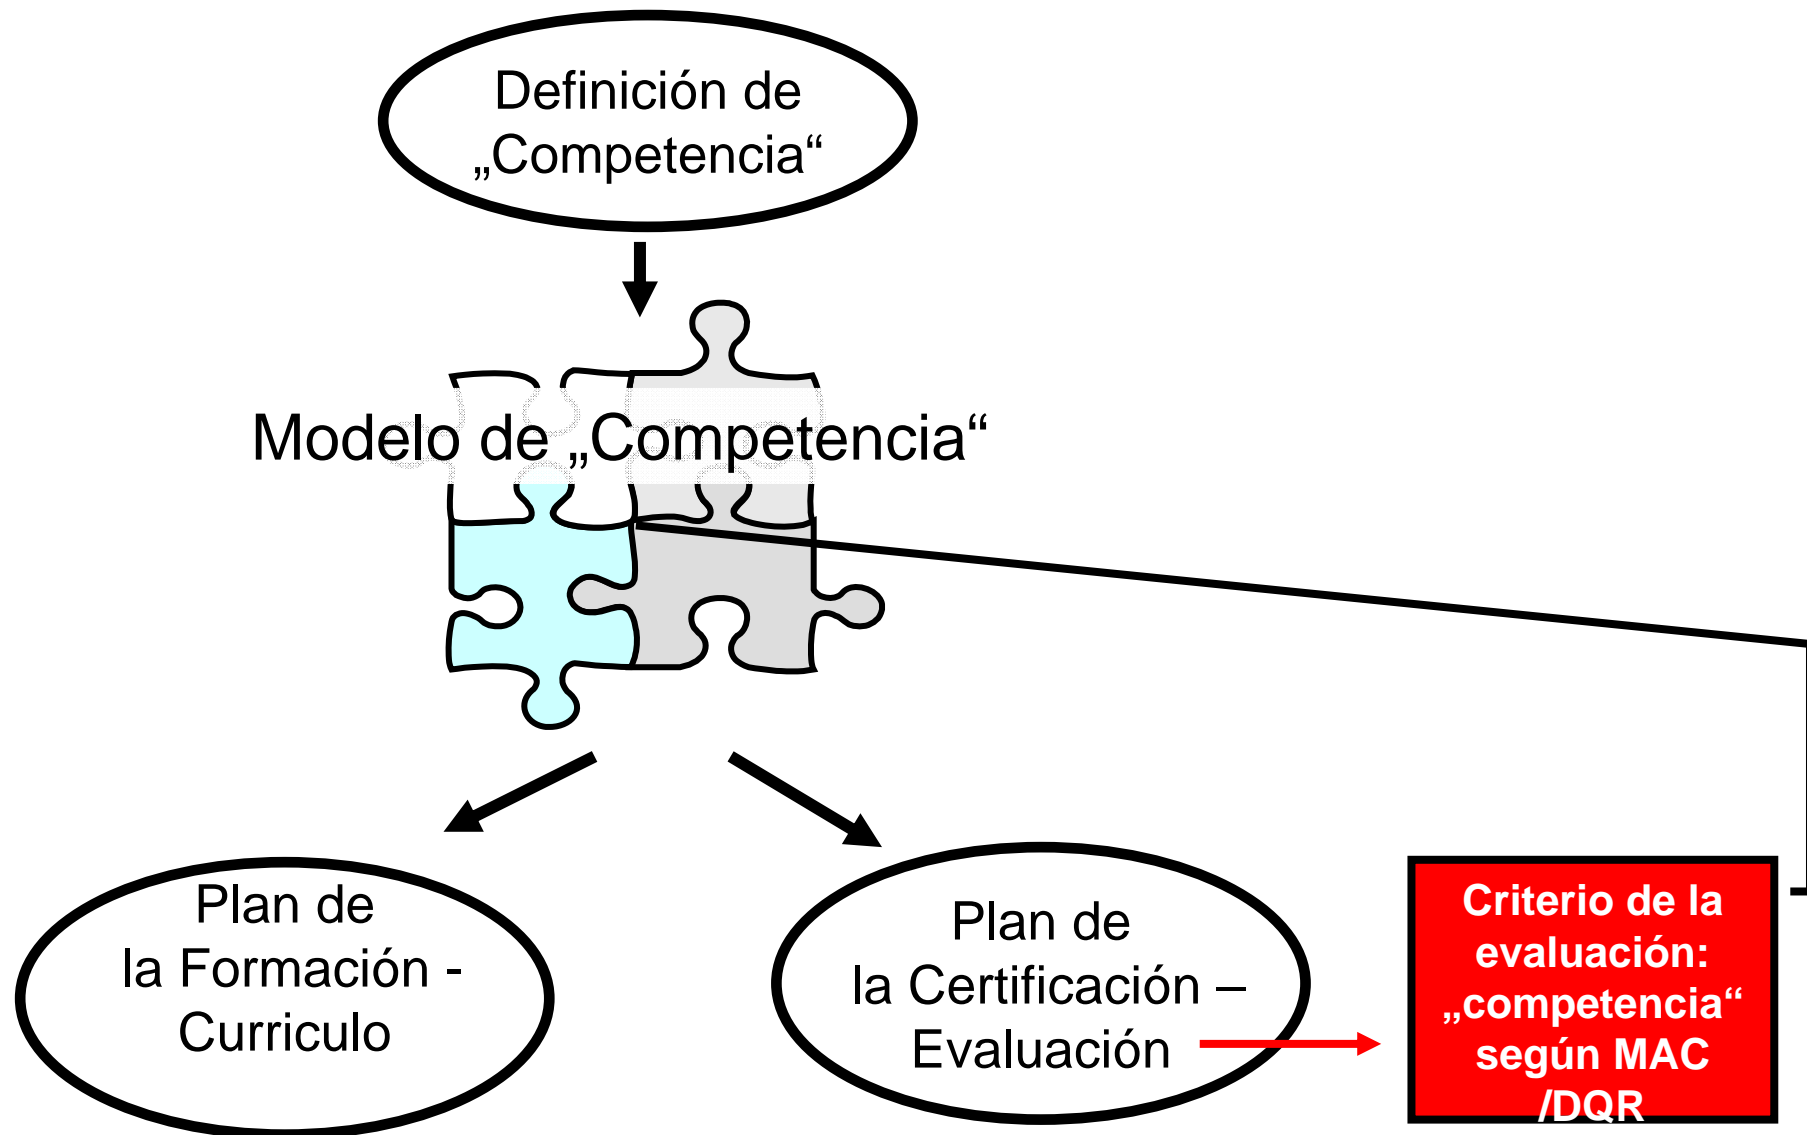 Definición de
„Competencia“
Modelo de „Competencia“
Plan de
la Formación -
Curriculo
Plan de
la Certificación –
Evaluación
Criterio de la
evaluación:
„competencia“
según MAC
/DQR